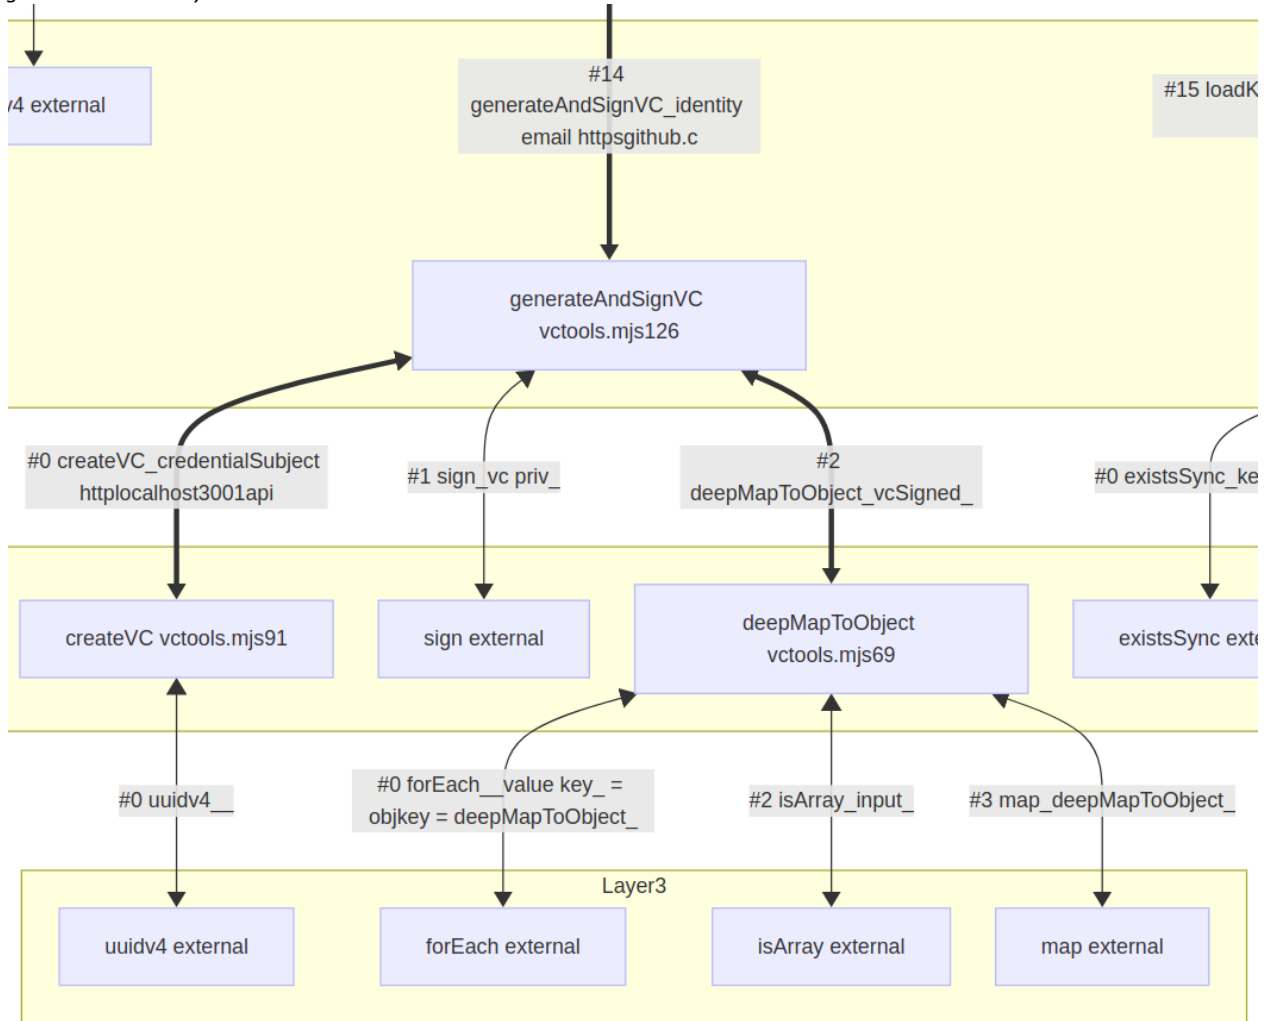 v4 external
#14
generateAndSignVC_identity
email httpsgithub.c
#15 loadK
generateAndSignVC
vctools.mjs126
#0 createVC_credentialSubject
httplocalhost3001api
#1 sign_vc priv_
#2
deepMapToObject_vcSigned_
#0 existsSync_ke
createVC vctools.mjs91
sign external
deepMapToObject
vctools.mjs69
existsSync exte
#0 uuidv4__
#0 forEach__value key_ =
objkey = deepMapToObject_
#2 isArray_input_
#3 map_deepMapToObject_
Layer3
uuidv4 external
forEach external
isArray external
map external